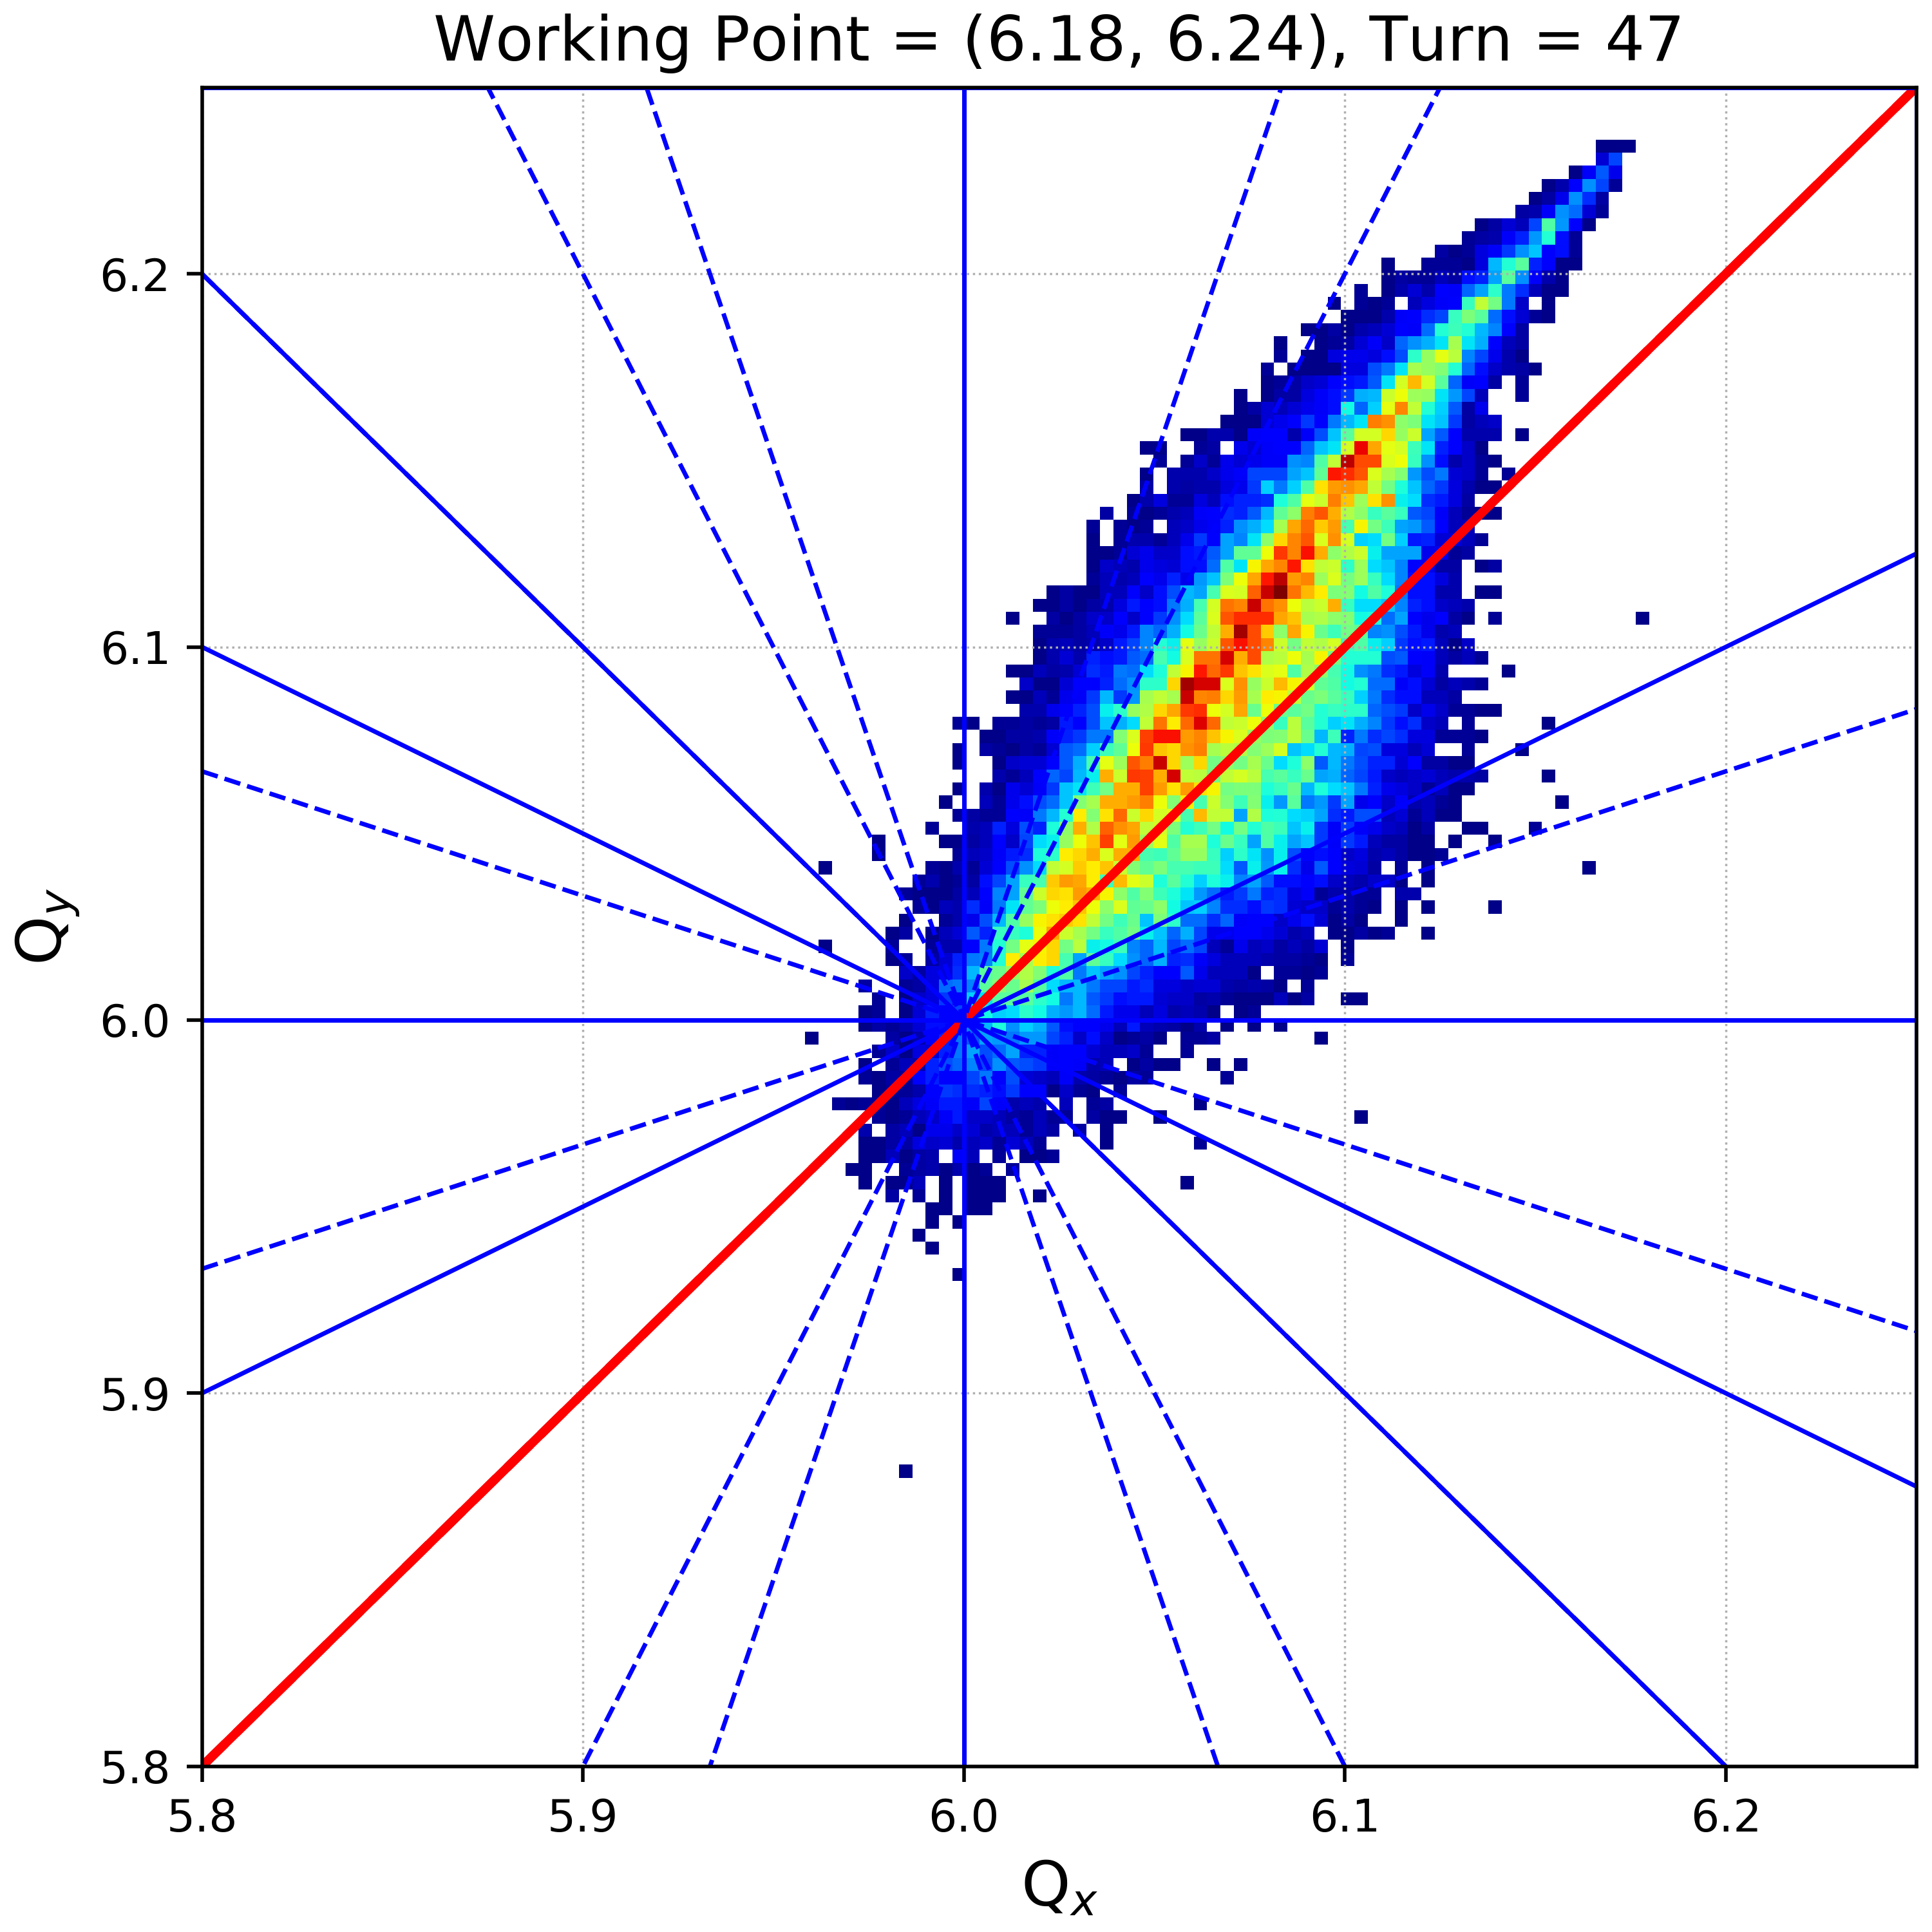 Working Point = (6.18, 6.24), Turn = 47
6.2
6.1
6.0
5.9
5.8
Qy
5.8 5.9 6.0 6.1 6.2
Qx